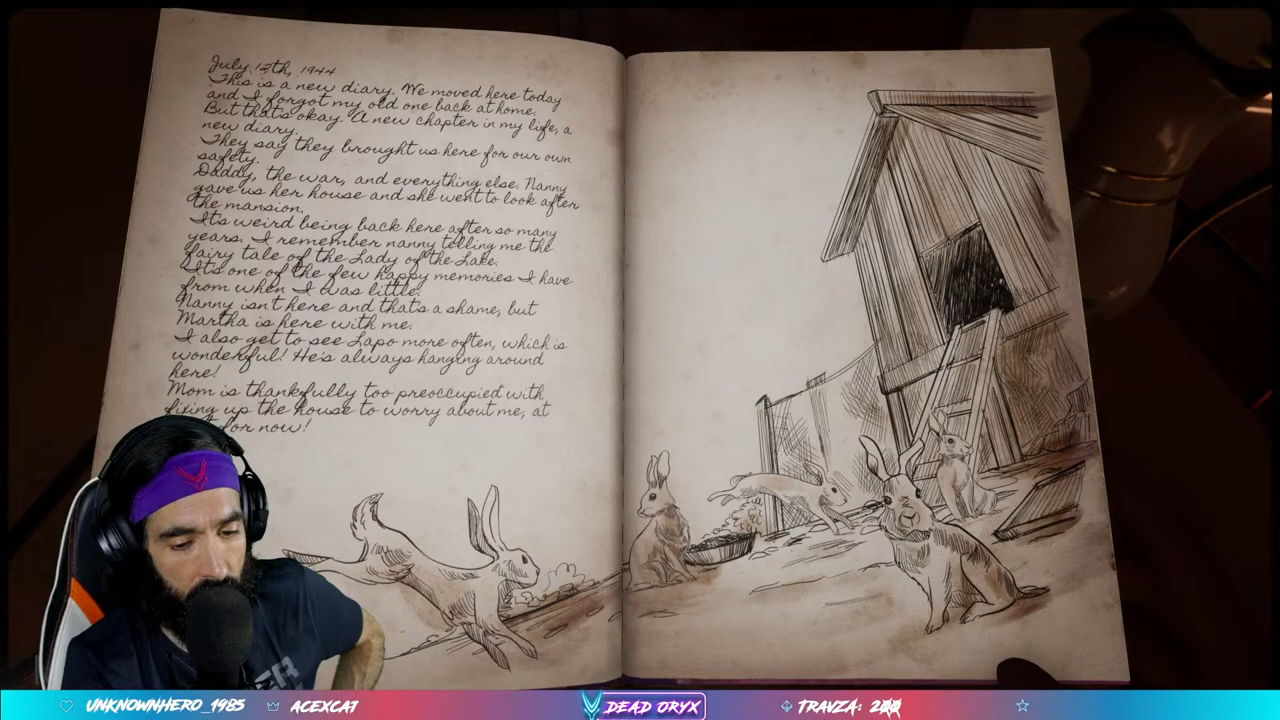 July 13th, 1944
This is a new diary. We moved here today
and I forgot my old one back at home.
But that's okay. A new chapter in my life, a
new diary.
They say they brought us here for our own
safety.
Daddy, the war, and everything else. Nanny
gave us her house and she went to look after
the mansion.
It's weird being back here after so many
years. I remember nanny telling me the
fairy tale of the Lady of the Lake.
It's one of the few happy memories I have
from when I was little.
Nanny isn't here and that's a shame, but
Martha is here with me.
I also get to see Lapo more often, which is
wonderful! He's always hanging around
here!
Mom is thankfully too preoccupied with
fixing up the house to worry about me, at
for now!
UNKNOWNHERO_1985
ACEXCAT
DEAD ORYX
TRAVZA: